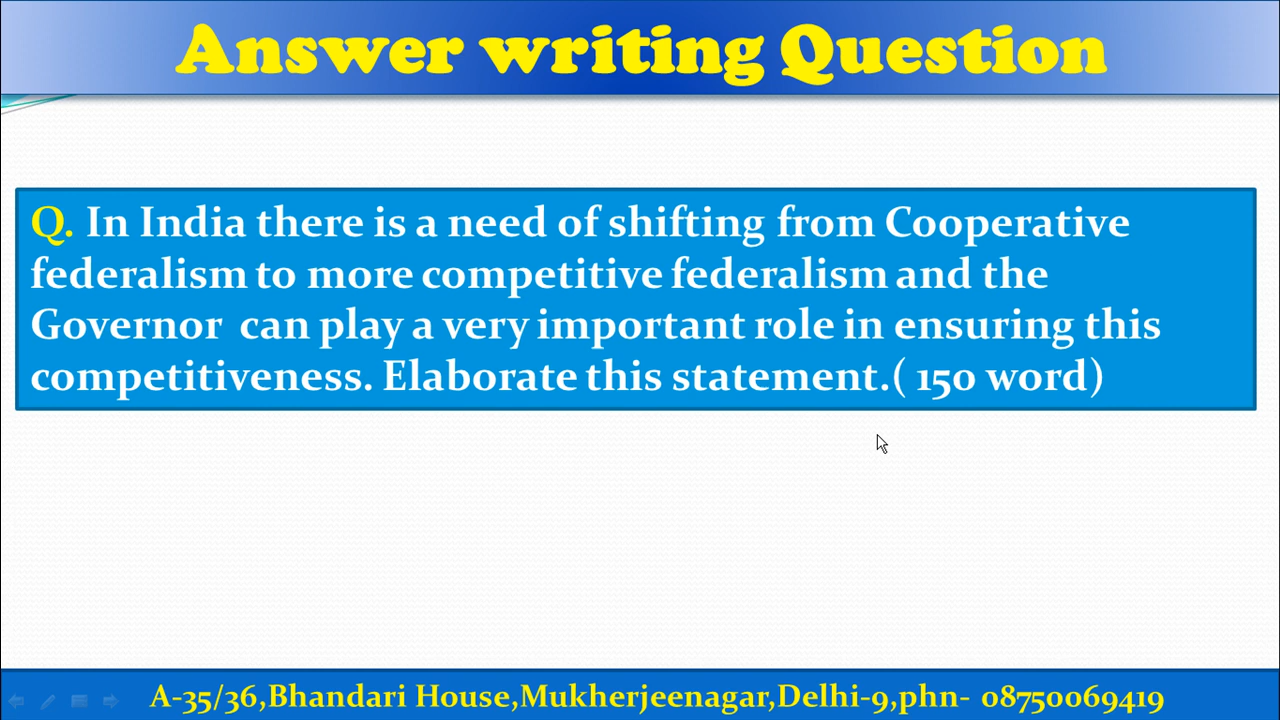 Answer writing Question
Q. In India there is a need of shifting from Cooperative
federalism to more competitive federalism and the
Governor can play a very important role in ensuring this
competitiveness. Elaborate this statement.( 150 word)
A-35/36,Bhandari House,Mukherjeenagar,Delhi-9,phn- 08750069419